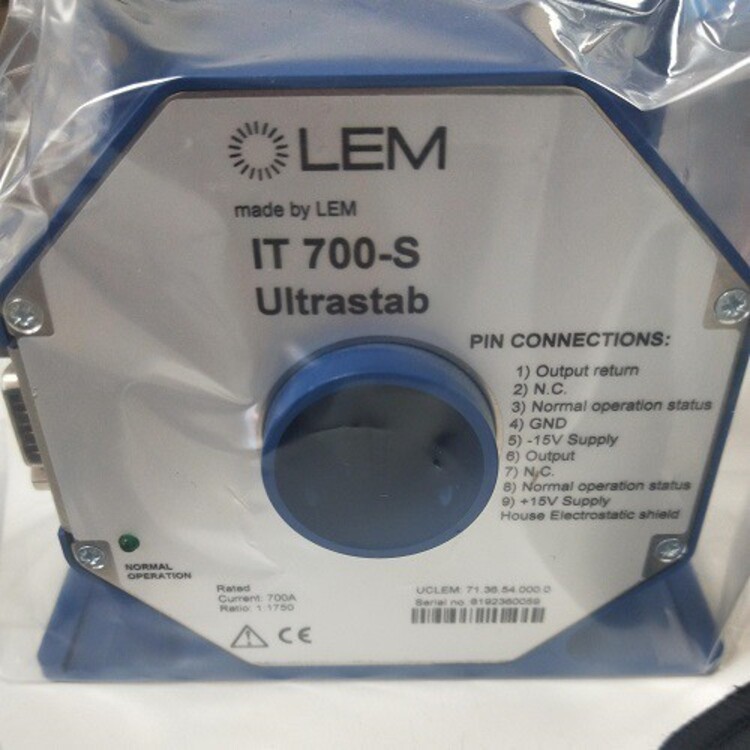 LEM
made by LEM
IT 700-S
Ultrastab
PIN CONNECTIONS:
1) Output return
2) N.C.
3) Normal operation status
4) GND
5) -15V Supply
6) Output
7) N.C.
8) Normal operation status
9) +15V Supply
House Electrostatic shield
NORMAL
OPERATION
Rated
Current: 700A
Ratio: 1:1750
UCLEM: 71.36.54.000.0
Serial no. 6192360059
CE